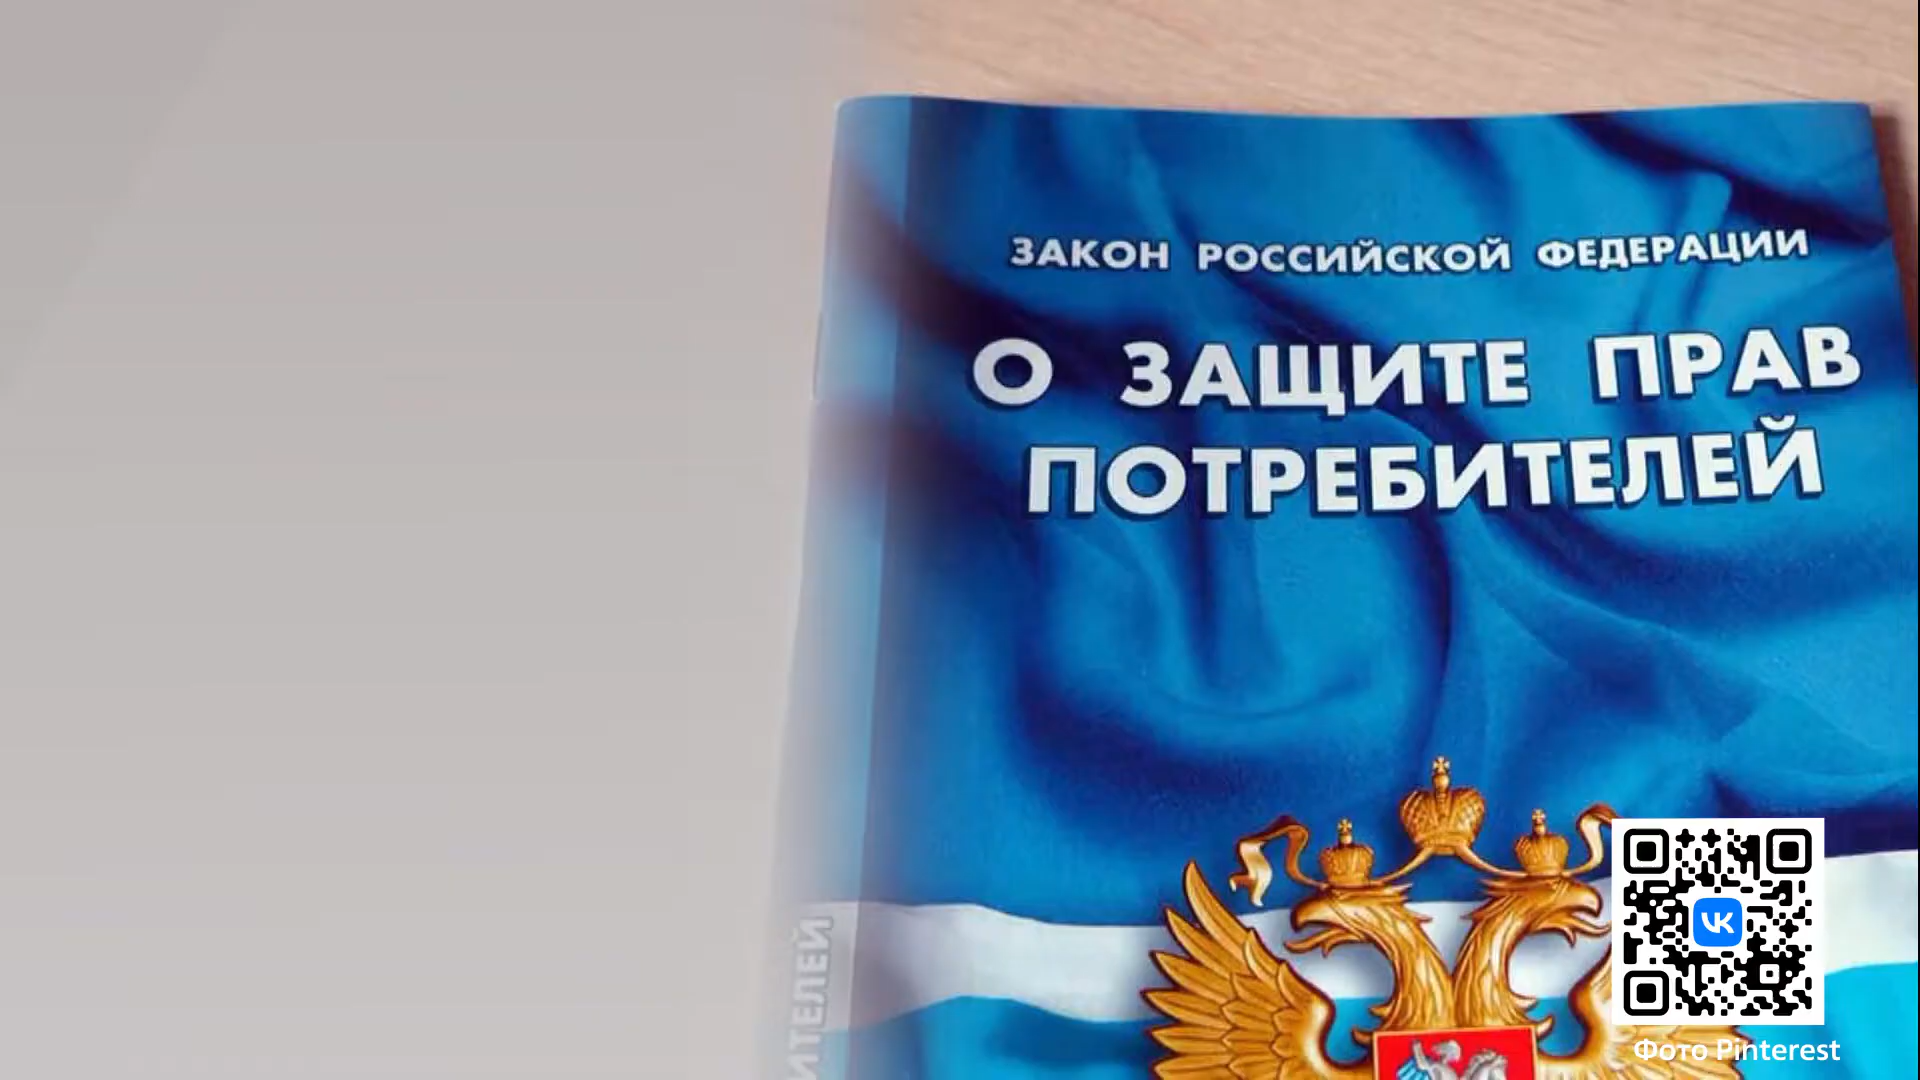 ЗАКОН РОССИЙСКОЙ ФЕДЕРАЦИИ
О ЗАЩИТЕ ПРАВ
ПОТРЕБИТЕЛЕЙ
ИТЕЛЕЙ
Фото Pinterest